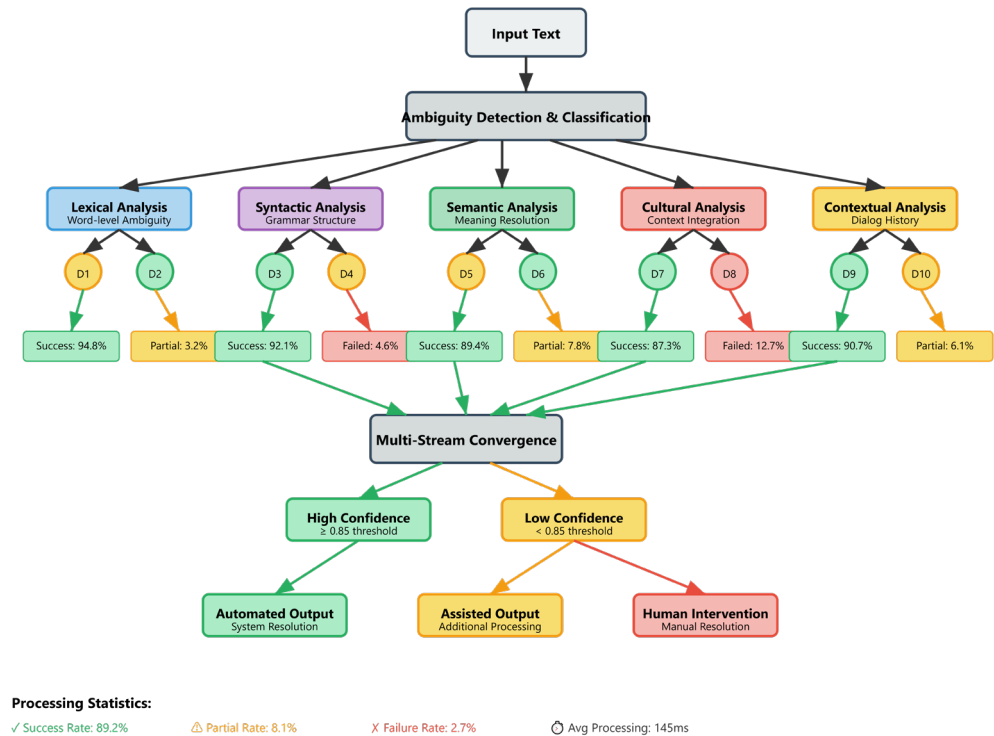 Input Text
Ambiguity Detection & Classification
Lexical Analysis
Word-level Ambiguity
Syntactic Analysis
Grammar Structure
Semantic Analysis
Meaning Resolution
Cultural Analysis
Context Integration
Contextual Analysis
Dialog History
D1
D2
D3
D4
D5
D6
D7
D8
D9
D10
Success: 94.8%
Partial: 3.2%
Success: 92.1%
Failed: 4.6%
Success: 89.4%
Partial: 7.8%
Success: 87.3%
Failed: 12.7%
Success: 90.7%
Partial: 6.1%
Multi-Stream Convergence
High Confidence
≥ 0.85 threshold
Low Confidence
< 0.85 threshold
Automated Output
System Resolution
Assisted Output
Additional Processing
Human Intervention
Manual Resolution
Processing Statistics:
✓ Success Rate: 89.2%
⚠ Partial Rate: 8.1%
✗ Failure Rate: 2.7%
⏱ Avg Processing: 145ms